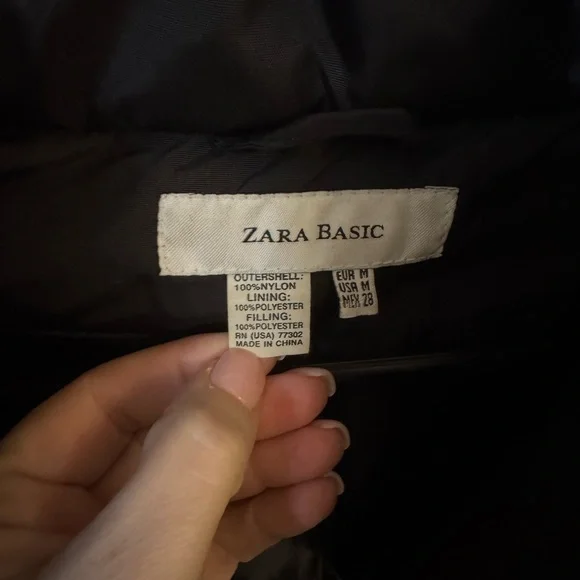 ZARA BASIC
OUTERSHELL:
100%NYLON
LINING:
100%POLYESTER
FILLING:
100%POLYESTER
RN (USA) 77302
MADE IN CHINA
EUR M
USA M
MEX 28